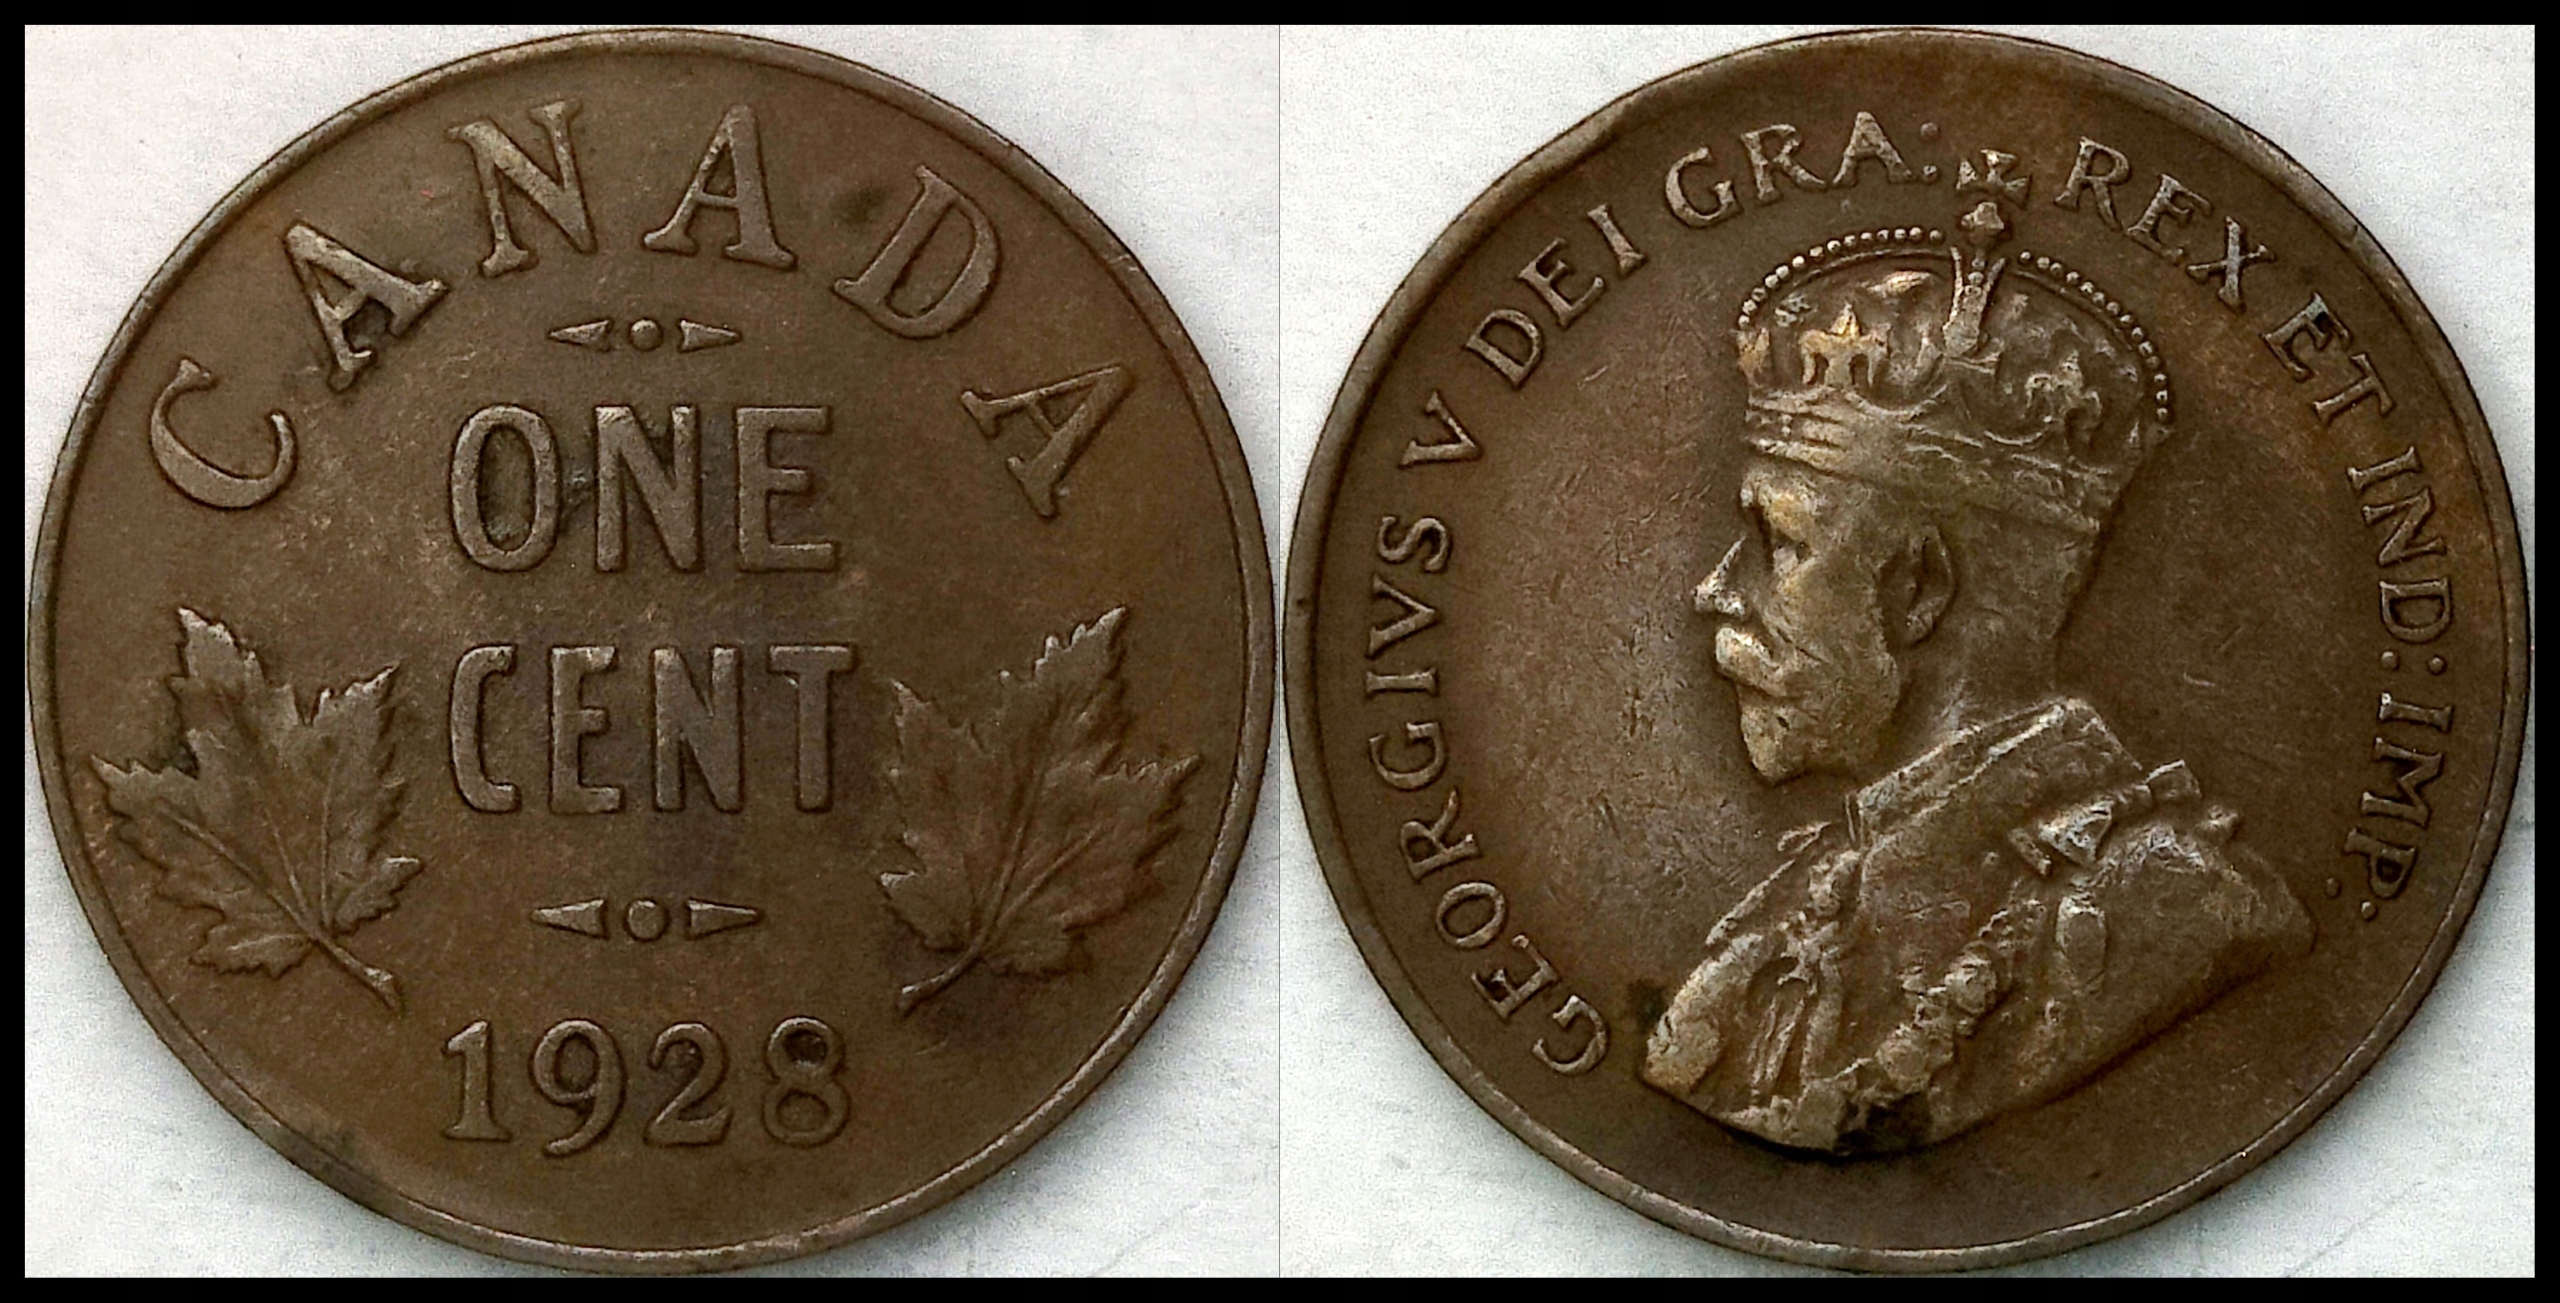 CANADA
ONE
CENT
1928
GEORGIVS V DEI GRA: REX ET IND: IMP: